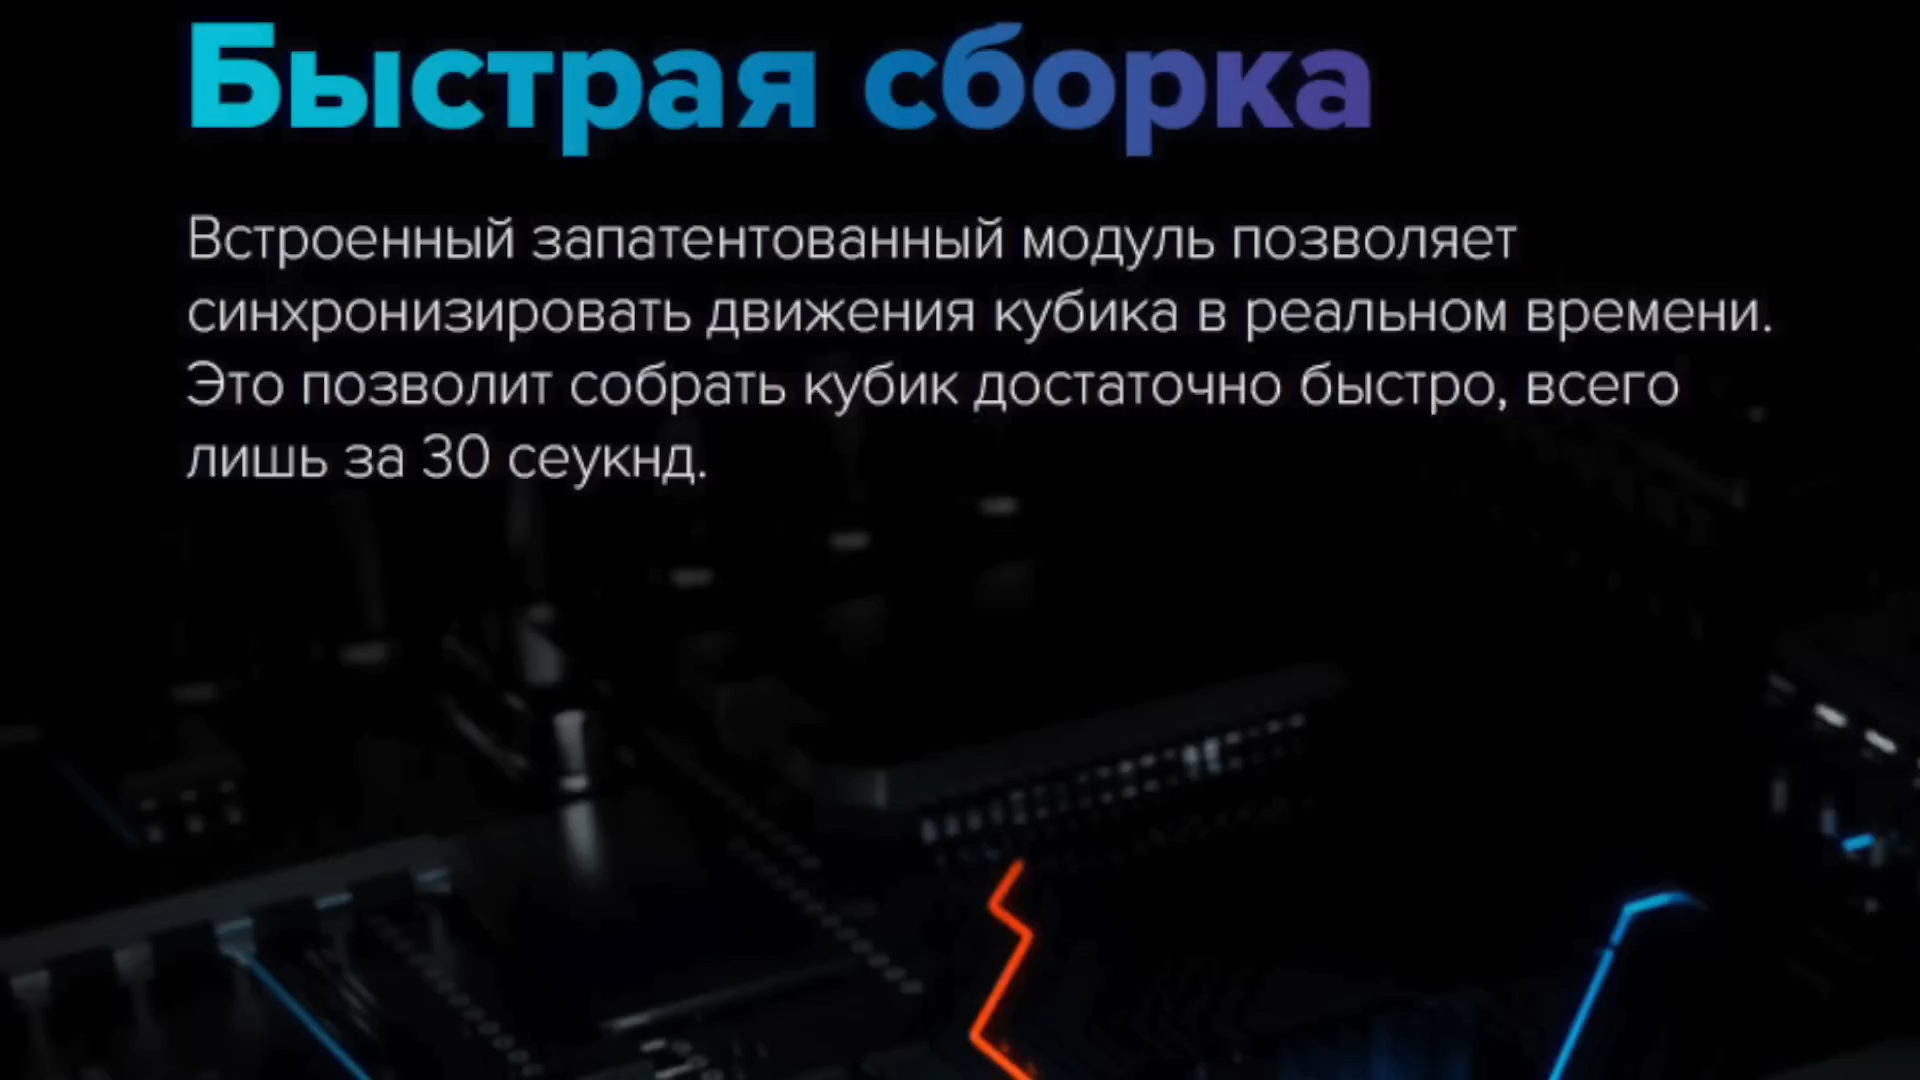 Быстрая сборка
Встроенный запатентованный модуль позволяет
синхронизировать движения кубика в реальном времени.
Это позволит собрать кубик достаточно быстро, всего
лишь за 30 сеукнд.